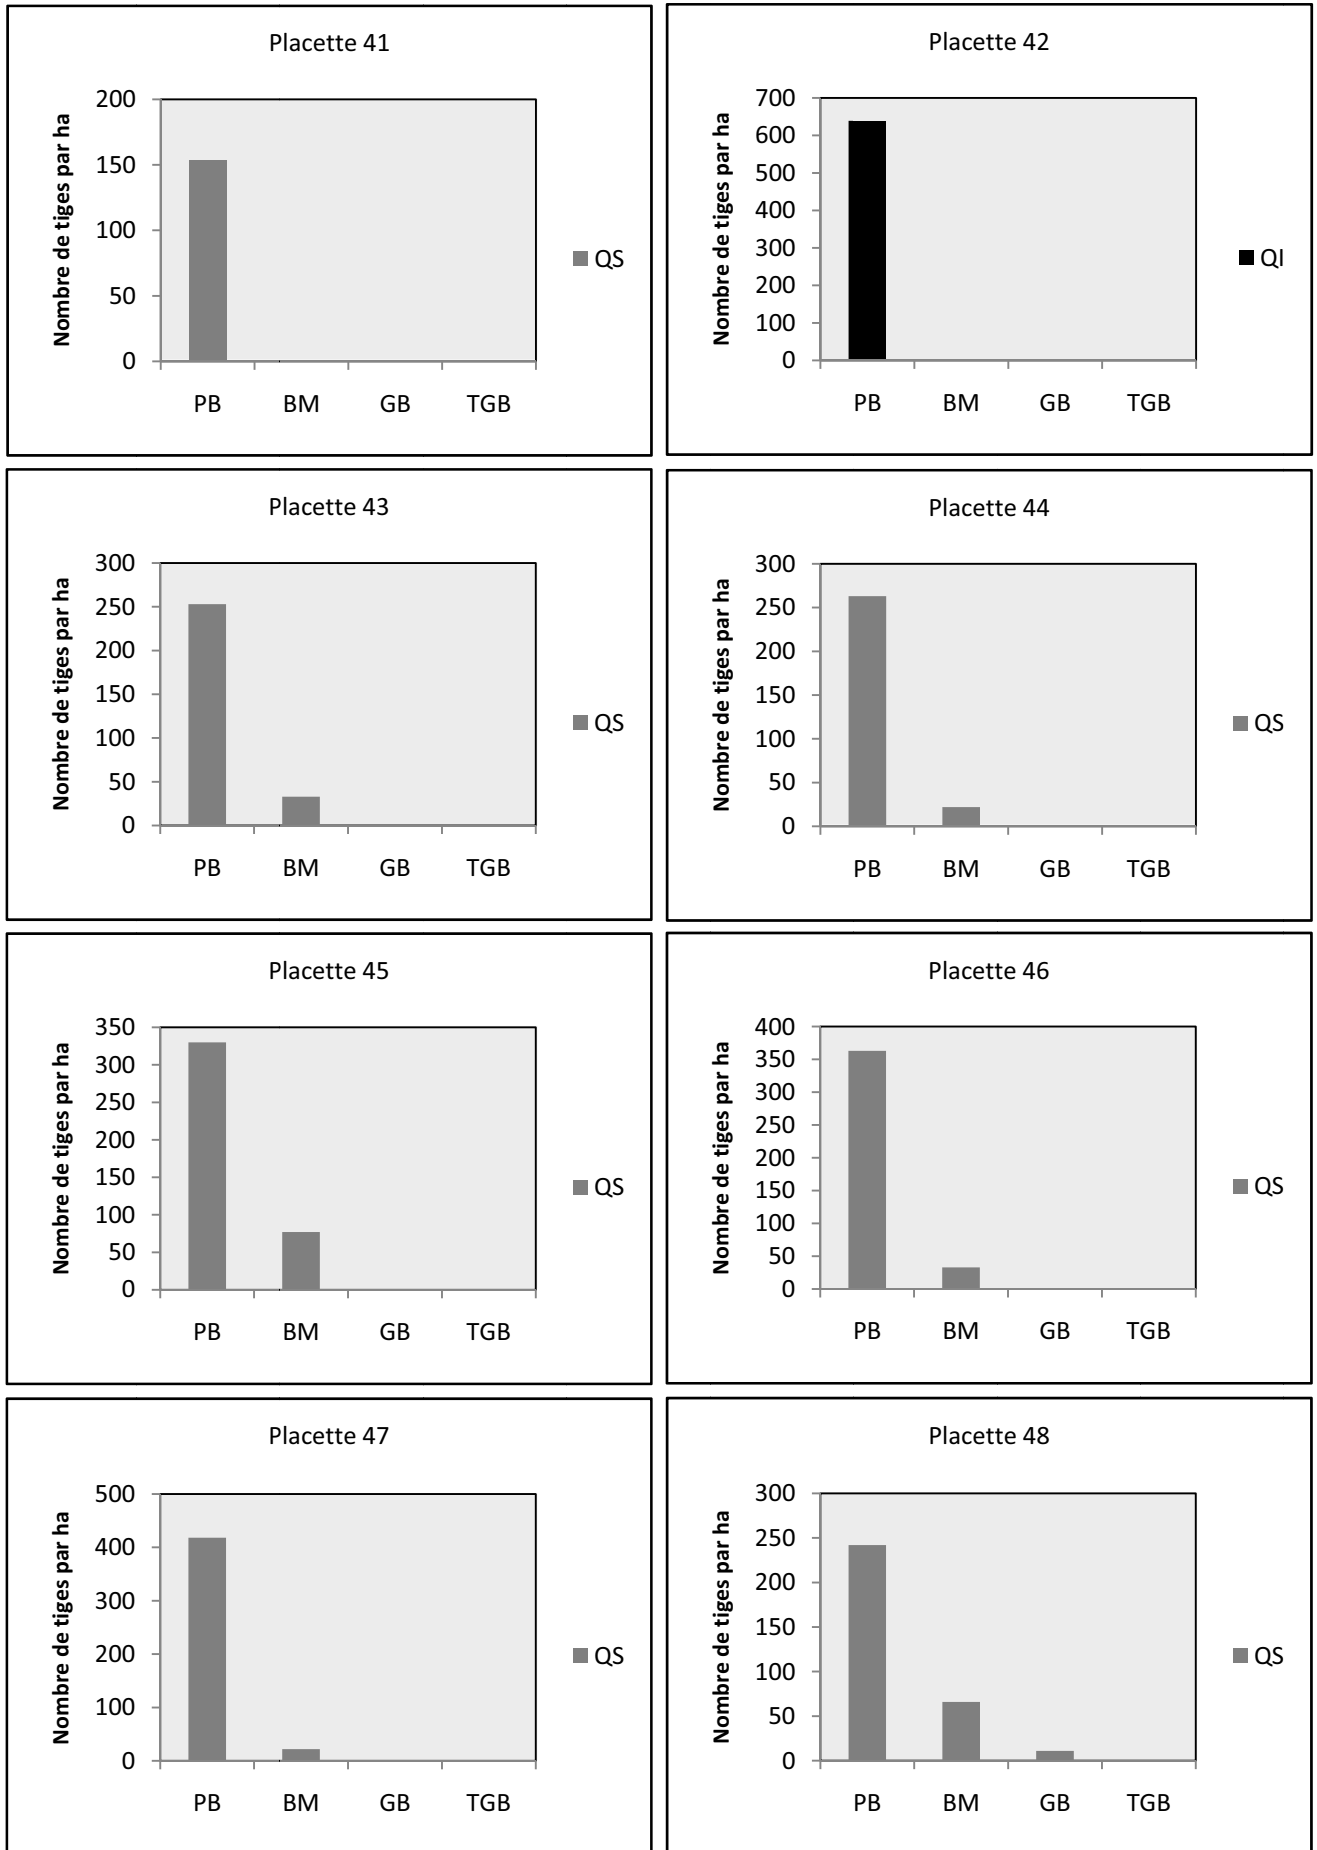 Placette 41
Nombre de tiges par ha
200
150
100
50
0
PB BM GB TGB
QS
Placette 42
Nombre de tiges par ha
700
600
500
400
300
200
100
0
PB BM GB TGB
QI
Placette 43
Nombre de tiges par ha
300
250
200
150
100
50
0
PB BM GB TGB
QS
Placette 44
Nombre de tiges par ha
300
250
200
150
100
50
0
PB BM GB TGB
QS
Placette 45
Nombre de tiges par ha
350
300
250
200
150
100
50
0
PB BM GB TGB
QS
Placette 46
Nombre de tiges par ha
400
350
300
250
200
150
100
50
0
PB BM GB TGB
QS
Placette 47
Nombre de tiges par ha
500
400
300
200
100
0
PB BM GB TGB
QS
Placette 48
Nombre de tiges par ha
300
250
200
150
100
50
0
PB BM GB TGB
QS